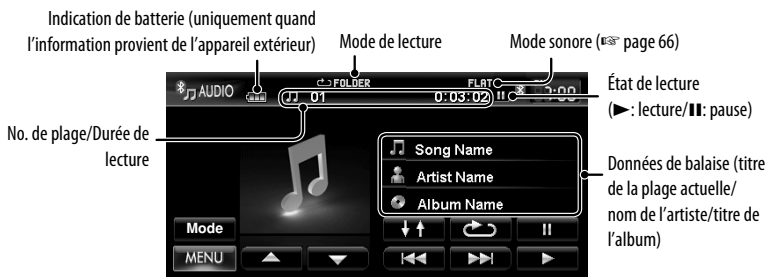 Indication de batterie (uniquement quand
l'information provient de l'appareil extérieur)
Mode de lecture
Mode sonore (☞ page 66)
AUDIO
FOLDER
FLAT
01
0:03:02
État de lecture
(►: lecture/II: pause)
No. de plage/Durée de
lecture
Song Name
Artist Name
Album Name
Données de balaise (titre
de la plage actuelle/
nom de l'artiste/titre de
l'album)
Mode
MENU